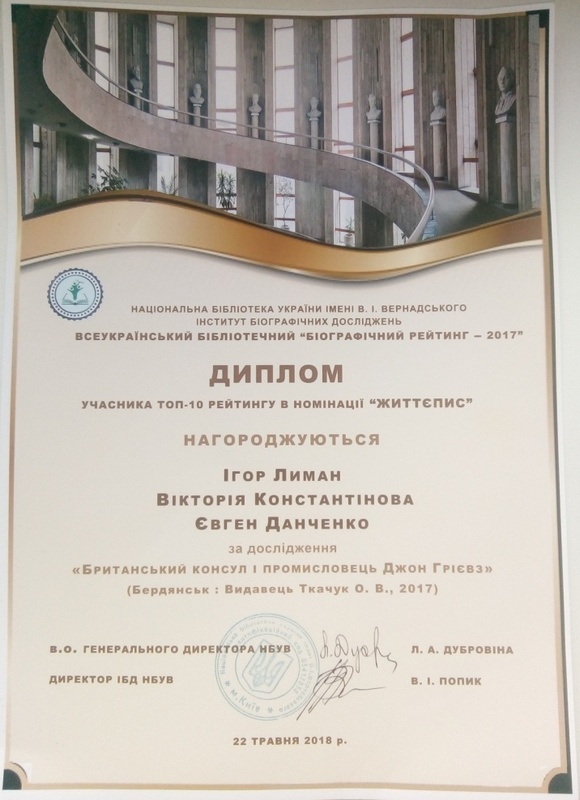 НАЦІОНАЛЬНА БІБЛІОТЕКА УКРАЇНИ ІМЕНІ В. І. ВЕРНАДСЬКОГО
ІНСТИТУТ БІОГРАФІЧНИХ ДОСЛІДЖЕНЬ
ВСЕУКРАЇНСЬКИЙ БІБЛІОТЕЧНИЙ “БІОГРАФІЧНИЙ РЕЙТИНГ – 2017”
ДИПЛОМ
УЧАСНИКА ТОП-10 РЕЙТИНГУ В НОМІНАЦІЇ “ЖИТТЄПИС”
НАГОРОДЖУЮТЬСЯ
ІГОР ЛИМАН
ВІКТОРІЯ КОНСТАНТІНОВА
ЄВГЕН ДАНЧЕНКО
за дослідження
«БРИТАНСЬКИЙ КОНСУЛ І ПРОМИСЛОВЕЦЬ ДЖОН ГРІЄВЗ»
(Бердянськ : Видавець Ткачук О. В., 2017)
В.О. ГЕНЕРАЛЬНОГО ДИРЕКТОРА НБУВ Л. А. ДУБРОВІНА
ДИРЕКТОР ІБД НБУВ В. І. ПОПИК
м. Київ
22 ТРАВНЯ 2018 р.